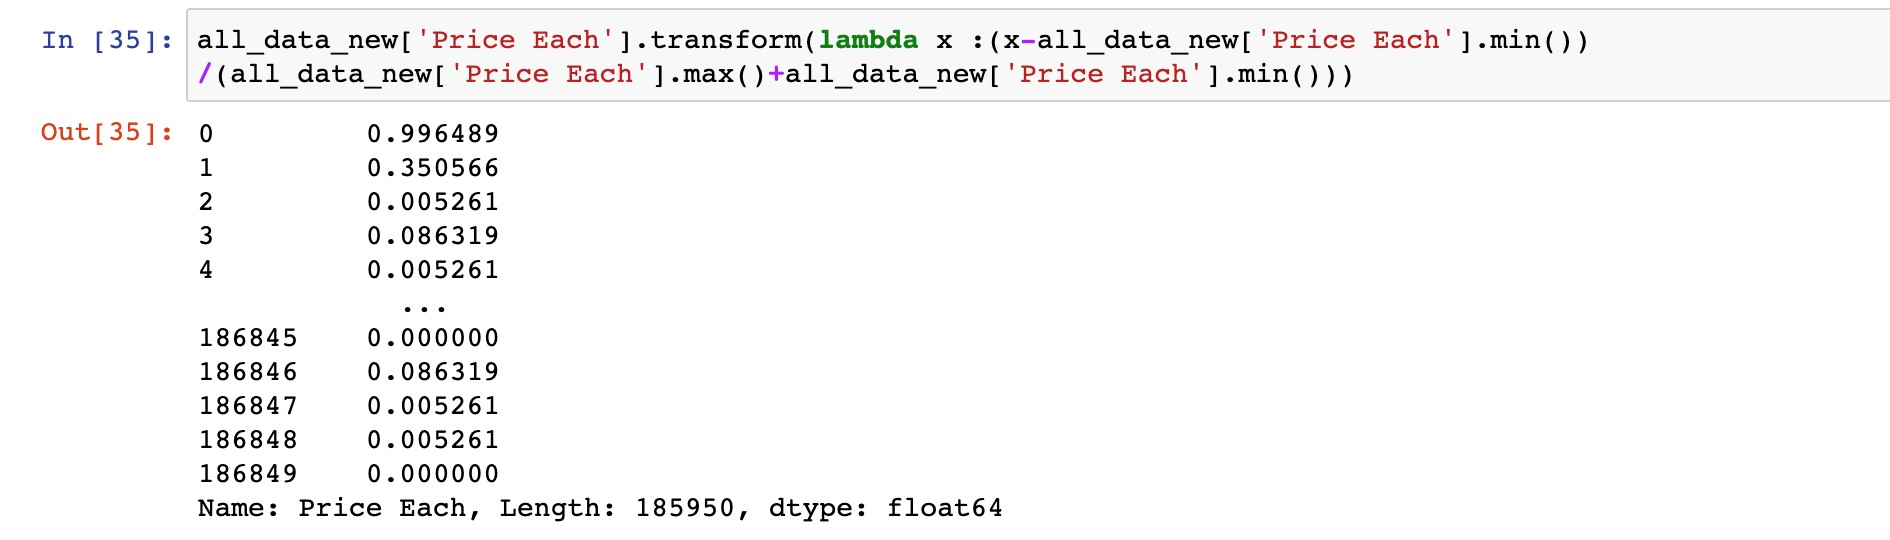 In [35]: all_data_new['Price Each'].transform(lambda x :(x-all_data_new['Price Each'].min())
/(all_data_new['Price Each'].max()+all_data_new['Price Each'].min()))
Out[35]: 0 0.996489
1 0.350566
2 0.005261
3 0.086319
4 0.005261
...
186845 0.000000
186846 0.086319
186847 0.005261
186848 0.005261
186849 0.000000
Name: Price Each, Length: 185950, dtype: float64